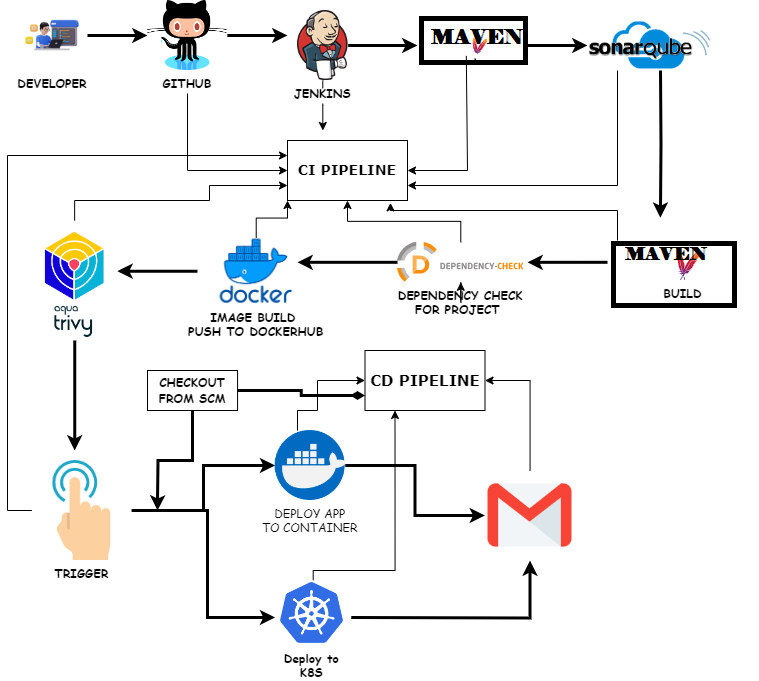 MAVEN
sonarqube
DEVELOPER
GITHUB
JENKINS
CI PIPELINE
MAVEN
BUILD
D
DEPENDENCY-CHECK
DEPENDENCY CHECK
FOR PROJECT
docker
IMAGE BUILD
PUSH TO DOCKERHUB
aqua
trivy
CHECKOUT
FROM SCM
CD PIPELINE
DEPLOY APP
TO CONTAINER
TRIGGER
Deploy to
K8S